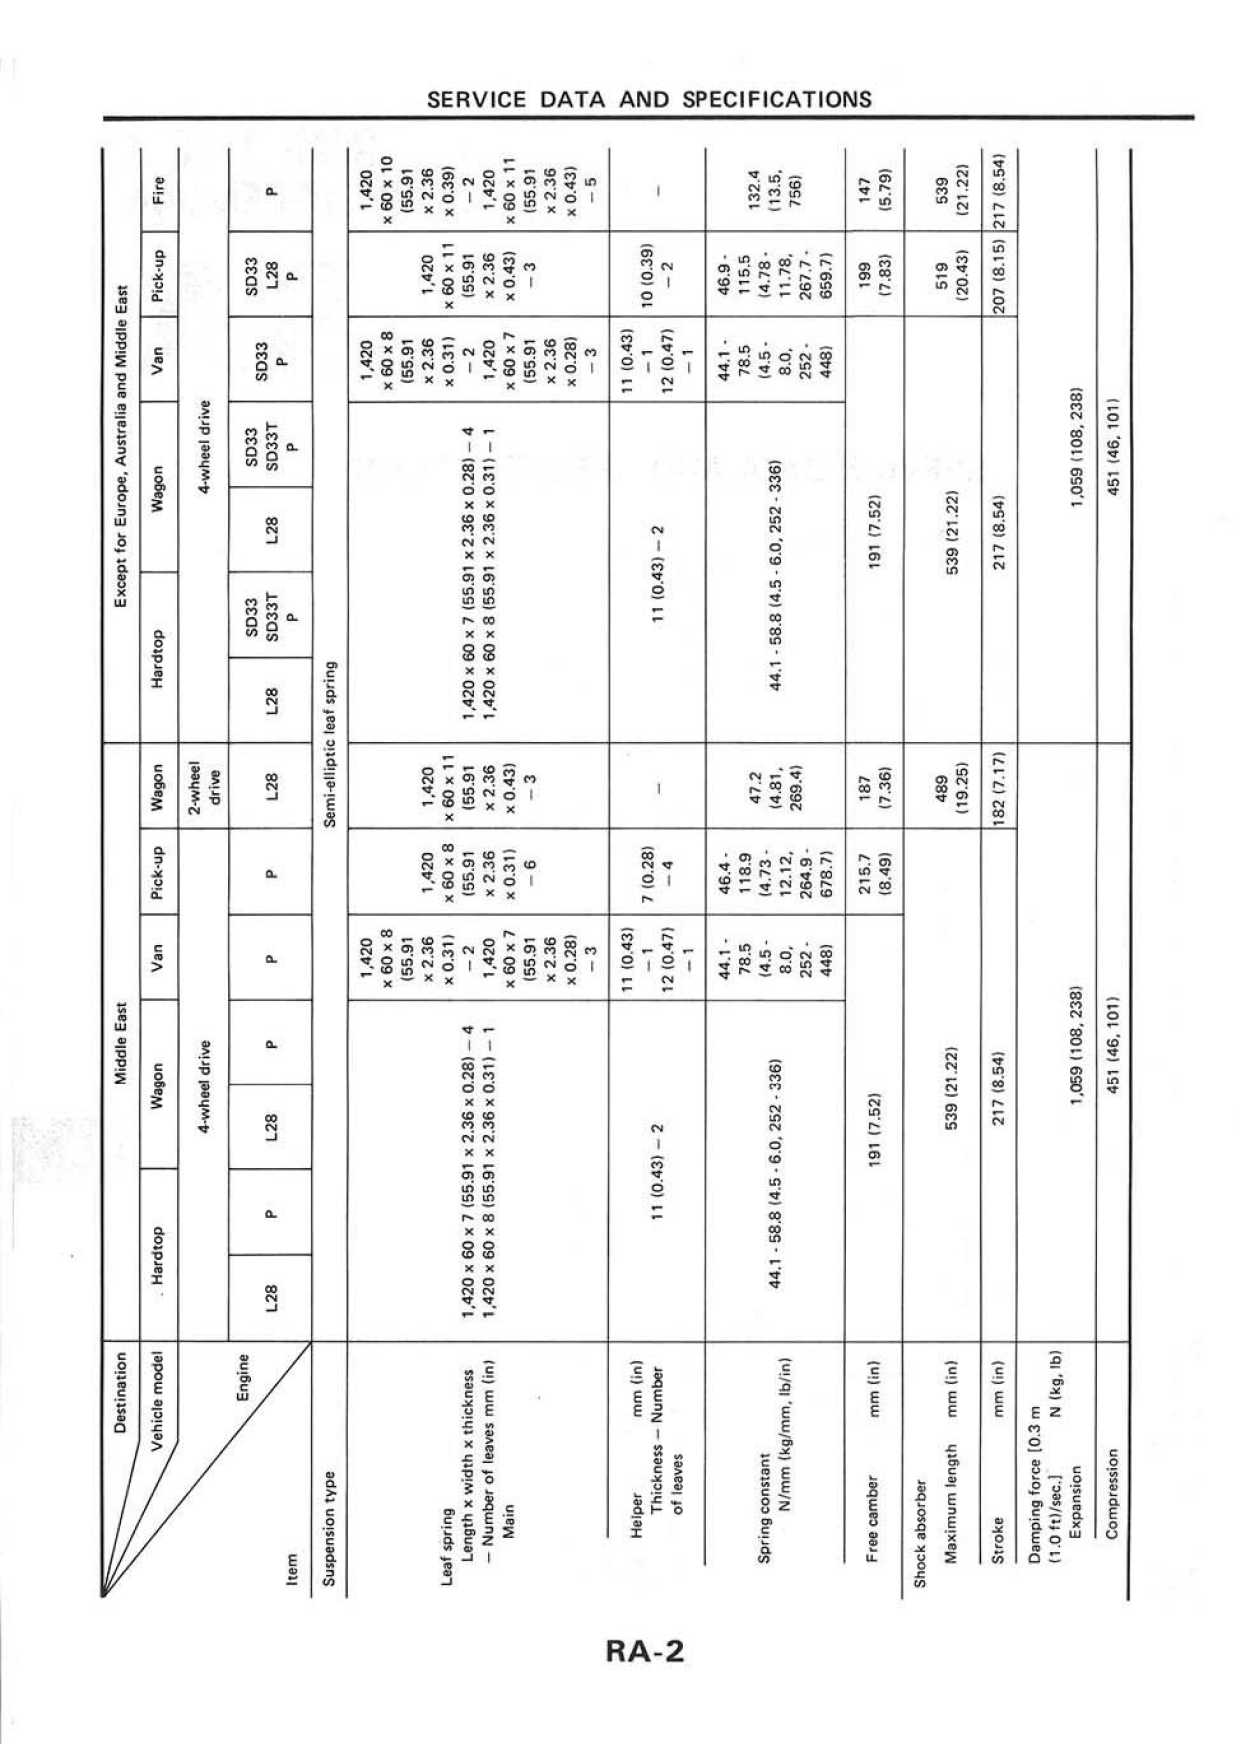 SERVICE DATA AND SPECIFICATIONS
Destination
Middle East
Except for Europe, Australia and Middle East
Vehicle model
Hardtop
Wagon
Van
Pick-up
Wagon
Hardtop
Wagon
Van
Pick-up
Fire
4-wheel drive
2-wheel
drive
4-wheel drive
Engine
Item
L28
P
L28
P
P
P
L28
L28
SD33
SD33T
P
L28
SD33
SD33T
P
SD33
P
SD33
L28
P
P
Suspension type
Semi-elliptic leaf spring
Leaf spring
Length x width x thickness
— Number of leaves mm (in)
Main
1,420 x 60 x 7 (55.91 x 2.36 x 0.28) — 4
1,420 x 60 x 8 (55.91 x 2.36 x 0.31) — 1
1,420
x 60 x 8
(55.91
x 2.36
x 0.31)
— 2
1,420
x 60 x 7
(55.91
x 2.36
x 0.28)
— 3
1,420
x 60 x 8
(55.91
x 2.36
x 0.31)
— 6
1,420
x 60 x 11
(55.91
x 2.36
x 0.43)
— 3
1,420 x 60 x 7 (55.91 x 2.36 x 0.28) — 4
1,420 x 60 x 8 (55.91 x 2.36 x 0.31) — 1
1,420
x 60 x 8
(55.91
x 2.36
x 0.31)
— 2
1,420
x 60 x 7
(55.91
x 2.36
x 0.28)
— 3
1,420
x 60 x 11
(55.91
x 2.36
x 0.43)
— 3
1,420
x 60 x 10
(55.91
x 2.36
x 0.39)
— 2
1,420
x 60 x 11
(55.91
x 2.36
x 0.43)
— 5
Helper mm (in)
Thickness — Number
of leaves
11 (0.43) — 2
11 (0.43)
— 1
12 (0.47)
— 1
7 (0.28)
— 4
—
11 (0.43) — 2
11 (0.43)
— 1
12 (0.47)
— 1
10 (0.39)
— 2
—
Spring constant
N/mm (kg/mm, lb/in)
44.1 - 58.8 (4.5 - 6.0, 252 - 336)
44.1 -
78.5
(4.5 -
8.0,
252 -
448)
46.4 -
118.9
(4.73 -
12.12,
264.9 -
678.7)
47.2
(4.81,
269.4)
44.1 - 58.8 (4.5 - 6.0, 252 - 336)
44.1 -
78.5
(4.5 -
8.0,
252 -
448)
46.9 -
115.5
(4.78 -
11.78,
267.7 -
659.7)
132.4
(13.5,
756)
Free camber mm (in)
191 (7.52)
215.7
(8.49)
187
(7.36)
191 (7.52)
199
(7.83)
147
(5.79)
Shock absorber
Maximum length mm (in)
539 (21.22)
489
(19.25)
539 (21.22)
519
(20.43)
539
(21.22)
Stroke mm (in)
217 (8.54)
182 (7.17)
217 (8.54)
207 (8.15)
217 (8.54)
Damping force [0.3 m
(1.0 ft)/sec.] N (kg, lb)
Expansion
1,059 (108, 238)
1,059 (108, 238)
Compression
451 (46, 101)
451 (46, 101)
RA-2